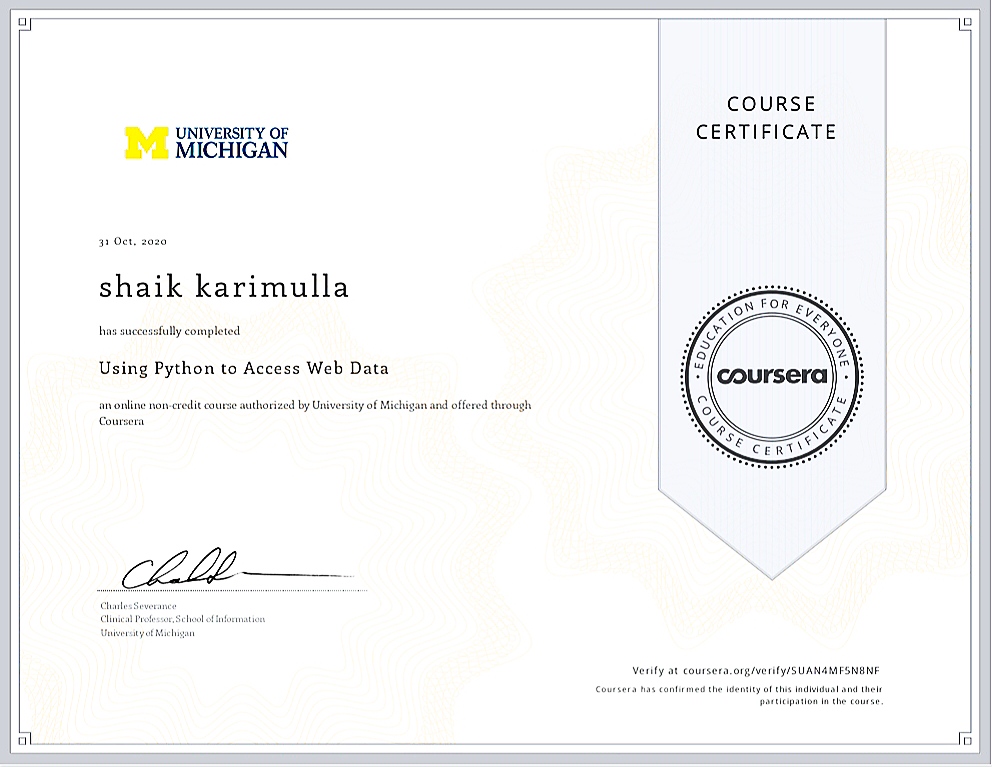 COURSE
CERTIFICATE
M UNIVERSITY OF
MICHIGAN
31 Oct, 2020
shaik karimulla
has successfully completed
Using Python to Access Web Data
an online non-credit course authorized by University of Michigan and offered through
Coursera
EDUCATION FOR EVERYONE
coursera
COURSE CERTIFICATE
Charles Severance
Clinical Professor, School of Information
University of Michigan
Verify at coursera.org/verify/SUAN4MF5N8NF
Coursera has confirmed the identity of this individual and their
participation in the course.